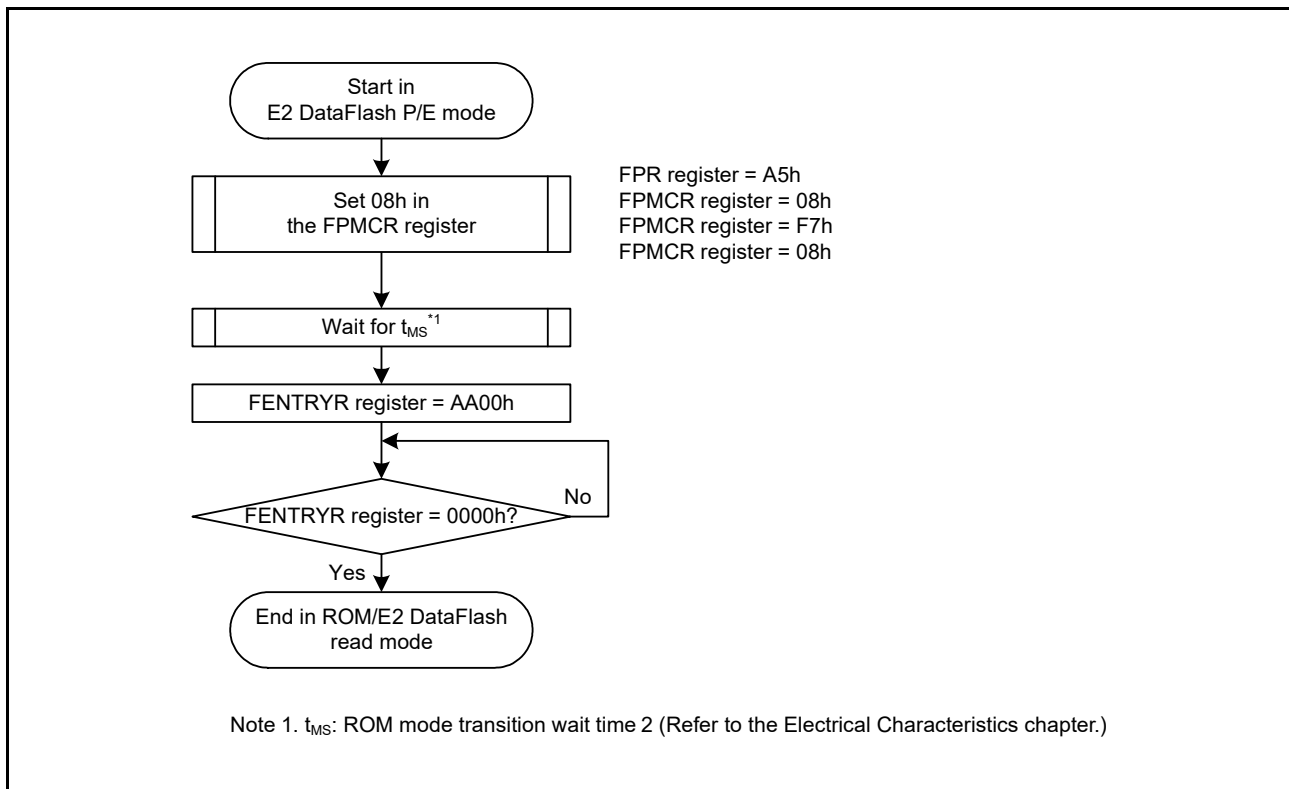 Start in
E2 DataFlash P/E mode
Set 08h in
the FPMCR register
FPR register = A5h
FPMCR register = 08h
FPMCR register = F7h
FPMCR register = 08h
Wait for tMS*1
FENTRYR register = AA00h
FENTRYR register = 0000h?
No
Yes
End in ROM/E2 DataFlash
read mode
Note 1. tMS: ROM mode transition wait time 2 (Refer to the Electrical Characteristics chapter.)